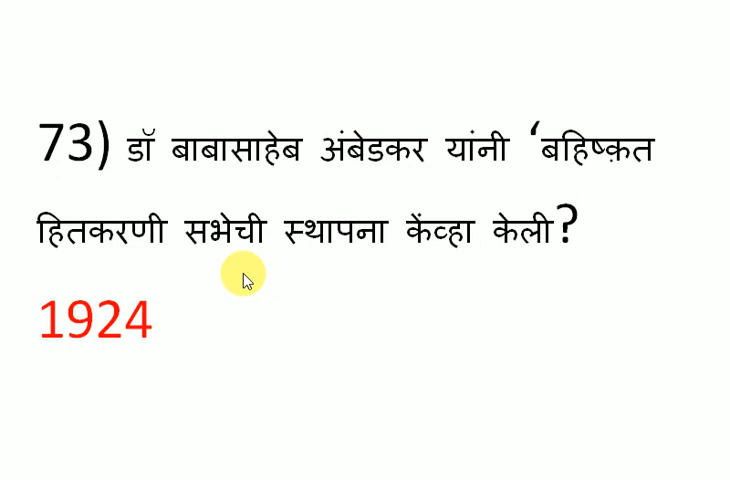 73) डॉ बाबासाहेब अंबेडकर यांनी ‘बहिष्क़त
हितकरणी सभेची स्थापना केंव्हा केली?
1924